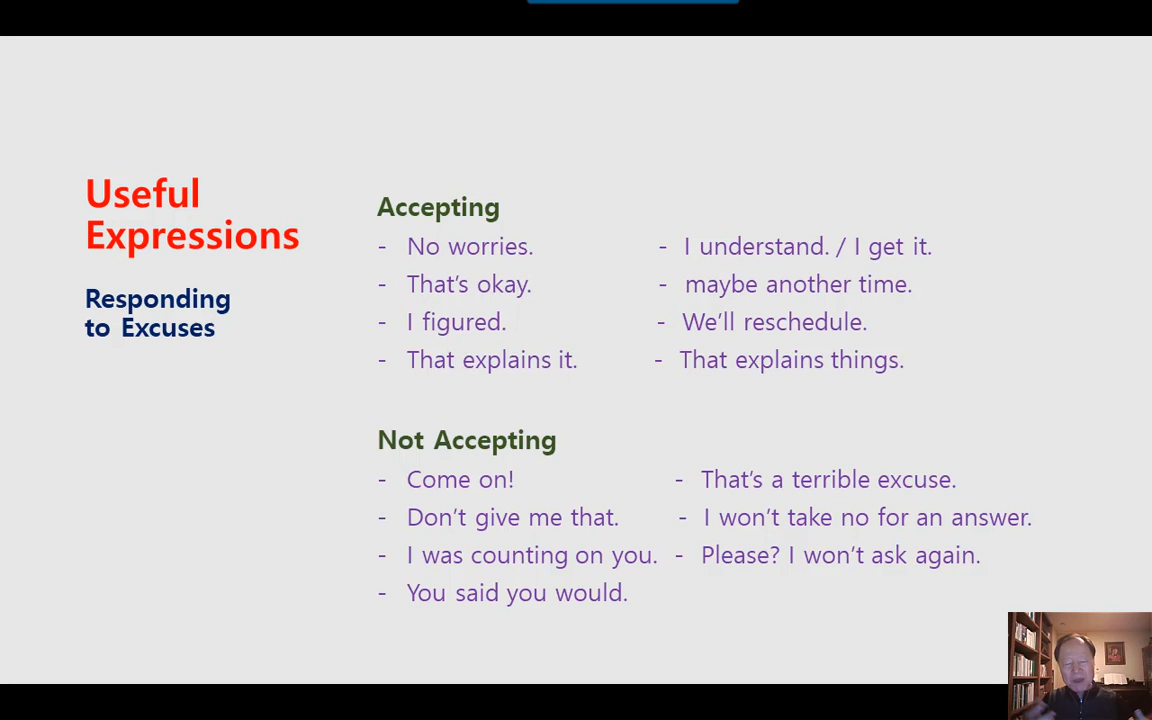 Useful
Expressions
Responding
to Excuses
Accepting
- No worries.
- I understand. / I get it.
- That's okay.
- maybe another time.
- I figured.
- We'll reschedule.
- That explains it.
- That explains things.
Not Accepting
- Come on!
- That's a terrible excuse.
- Don't give me that.
- I won't take no for an answer.
- I was counting on you.
- Please? I won't ask again.
- You said you would.